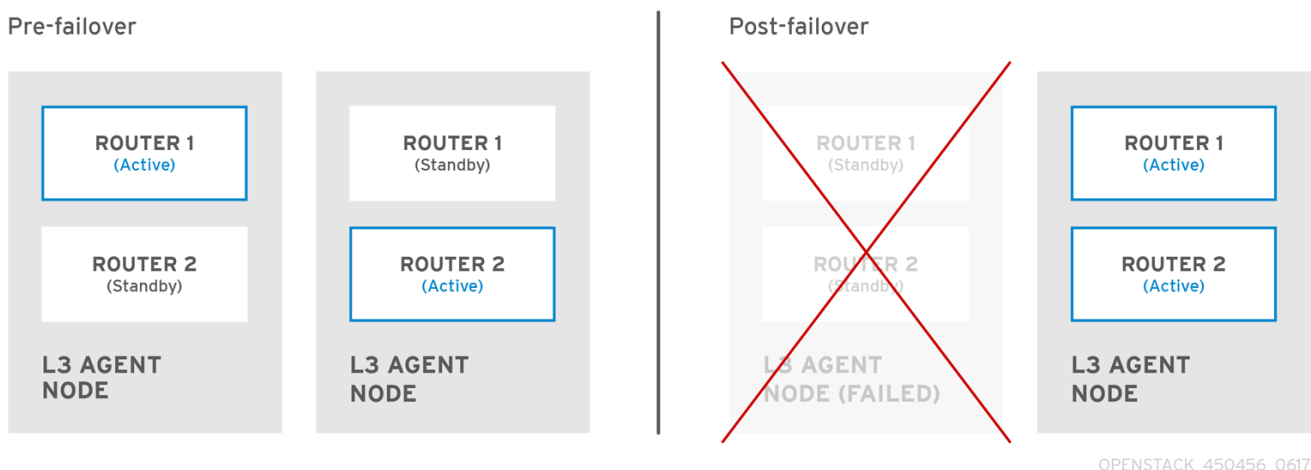 Pre-failover
ROUTER 1
(Active)
ROUTER 2
(Standby)
L3 AGENT
NODE
ROUTER 1
(Standby)
ROUTER 2
(Active)
L3 AGENT
NODE
Post-failover
ROUTER 1
(Standby)
ROUTER 2
(Standby)
L3 AGENT
NODE (FAILED)
ROUTER 1
(Active)
ROUTER 2
(Active)
L3 AGENT
NODE
OPENSTACK_450456_0617